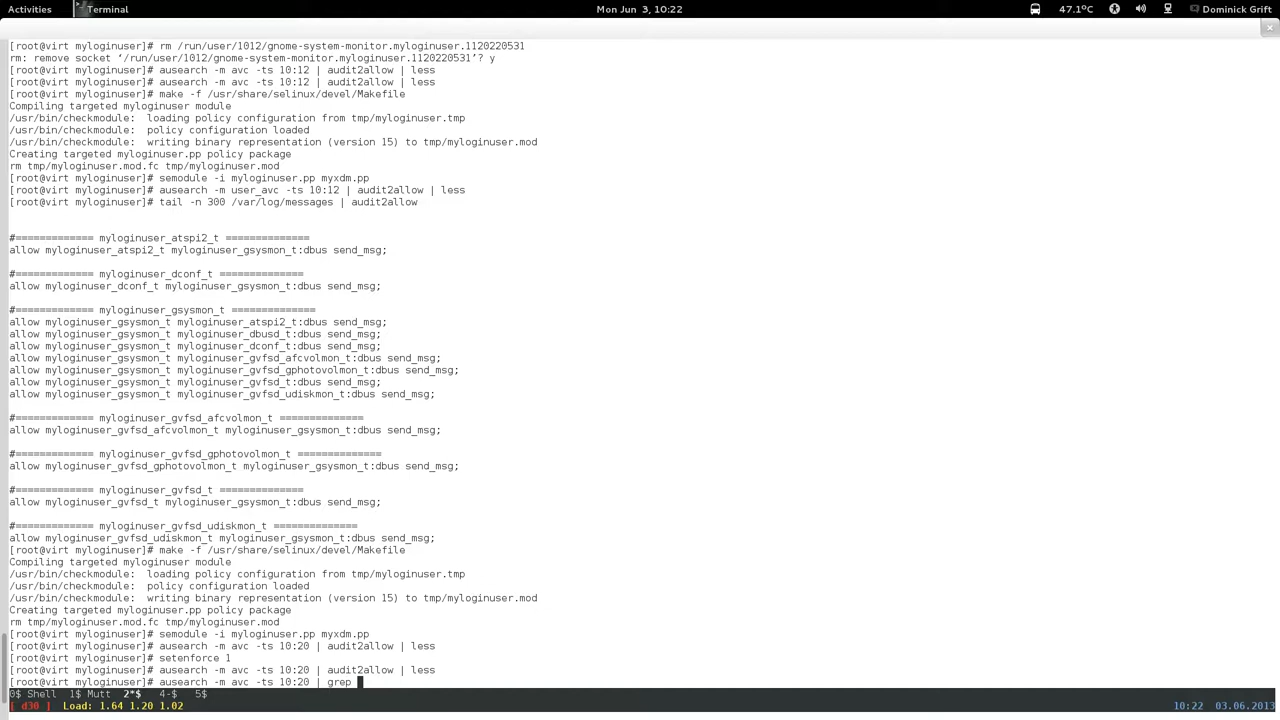 Activities Terminal Mon Jun 3, 10:22 47.1°C Dominick Grift
[root@virt myloginuser]# rm /run/user/1012/gnome-system-monitor.myloginuser.1120220531
rm: remove socket ‘/run/user/1012/gnome-system-monitor.myloginuser.1120220531’? y
[root@virt myloginuser]# ausearch -m avc -ts 10:12 | audit2allow | less
[root@virt myloginuser]# ausearch -m avc -ts 10:12 | audit2allow | less
[root@virt myloginuser]# make -f /usr/share/selinux/devel/Makefile
Compiling targeted myloginuser module
/usr/bin/checkmodule:  loading policy configuration from tmp/myloginuser.tmp
/usr/bin/checkmodule:  policy configuration loaded
/usr/bin/checkmodule:  writing binary representation (version 15) to tmp/myloginuser.mod
Creating targeted myloginuser.pp policy package
rm tmp/myloginuser.mod.fc tmp/myloginuser.mod
[root@virt myloginuser]# semodule -i myloginuser.pp myxdm.pp
[root@virt myloginuser]# ausearch -m user_avc -ts 10:12 | audit2allow | less
[root@virt myloginuser]# tail -n 300 /var/log/messages | audit2allow
#============= myloginuser_atspi2_t ==============
allow myloginuser_atspi2_t myloginuser_gsysmon_t:dbus send_msg;
#============= myloginuser_dconf_t ==============
allow myloginuser_dconf_t myloginuser_gsysmon_t:dbus send_msg;
#============= myloginuser_gsysmon_t ==============
allow myloginuser_gsysmon_t myloginuser_atspi2_t:dbus send_msg;
allow myloginuser_gsysmon_t myloginuser_dbusd_t:dbus send_msg;
allow myloginuser_gsysmon_t myloginuser_dconf_t:dbus send_msg;
allow myloginuser_gsysmon_t myloginuser_gvfsd_afcvolmon_t:dbus send_msg;
allow myloginuser_gsysmon_t myloginuser_gvfsd_gphotovolmon_t:dbus send_msg;
allow myloginuser_gsysmon_t myloginuser_gvfsd_t:dbus send_msg;
allow myloginuser_gsysmon_t myloginuser_gvfsd_udiskmon_t:dbus send_msg;
#============= myloginuser_gvfsd_afcvolmon_t ==============
allow myloginuser_gvfsd_afcvolmon_t myloginuser_gsysmon_t:dbus send_msg;
#============= myloginuser_gvfsd_gphotovolmon_t ==============
allow myloginuser_gvfsd_gphotovolmon_t myloginuser_gsysmon_t:dbus send_msg;
#============= myloginuser_gvfsd_t ==============
allow myloginuser_gvfsd_t myloginuser_gsysmon_t:dbus send_msg;
#============= myloginuser_gvfsd_udiskmon_t ==============
allow myloginuser_gvfsd_udiskmon_t myloginuser_gsysmon_t:dbus send_msg;
[root@virt myloginuser]# make -f /usr/share/selinux/devel/Makefile
Compiling targeted myloginuser module
/usr/bin/checkmodule:  loading policy configuration from tmp/myloginuser.tmp
/usr/bin/checkmodule:  policy configuration loaded
/usr/bin/checkmodule:  writing binary representation (version 15) to tmp/myloginuser.mod
Creating targeted myloginuser.pp policy package
rm tmp/myloginuser.mod.fc tmp/myloginuser.mod
[root@virt myloginuser]# semodule -i myloginuser.pp myxdm.pp
[root@virt myloginuser]# ausearch -m avc -ts 10:20 | audit2allow | less
[root@virt myloginuser]# setenforce 1
[root@virt myloginuser]# ausearch -m avc -ts 10:20 | audit2allow | less
[root@virt myloginuser]# ausearch -m avc -ts 10:20 | grep
0$ Shell  1$ Mutt  2*$  4-$  5$
[ d30 ]  Load: 1.64 1.20 1.02 10:22 03.06.2013